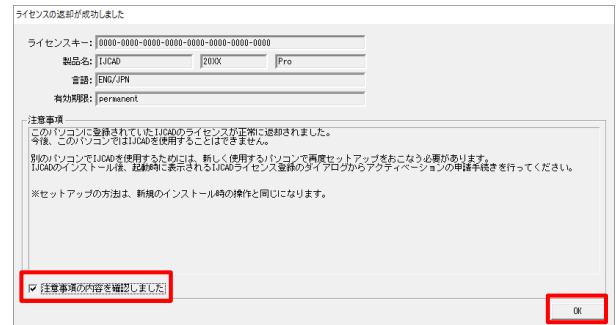 ライセンスの返却が成功しました
ライセンスキー: 0000-0000-0000-0000-0000-0000-0000-0000
製品名: IJCAD 20XX Pro
言語: ENG/JPN
有効期限: permanent
注意事項
このパソコンに登録されていたIJCADのライセンスが正常に返却されました。
今後、このパソコンではIJCADを使用することはできません。
別のパソコンでIJCADを使用するためには、新しく使用するパソコンで再度セットアップをおこなう必要があります。
IJCADのインストール後、起動時に表示されるIJCADライセンス登録のダイアログからアクティベーションの申請手続きを行ってください。
※セットアップの方法は、新規のインストール時の操作と同じになります。
注意事項の内容を確認しました
OK